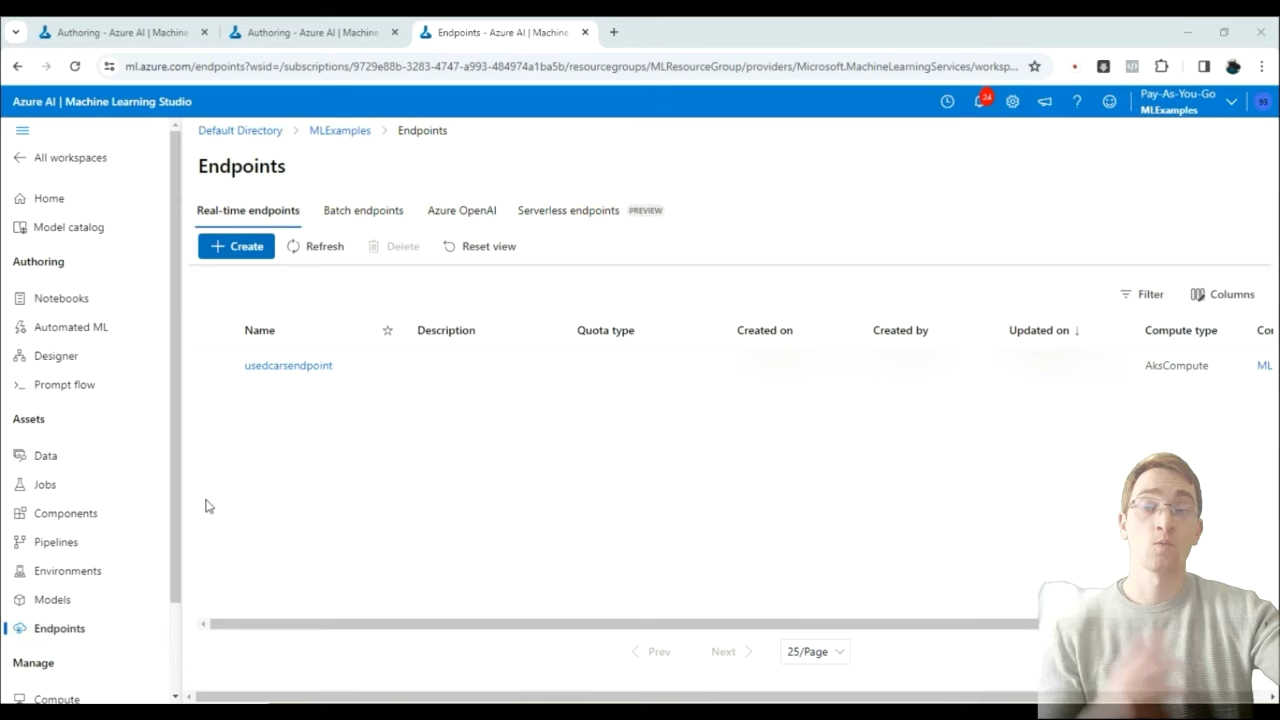 Authoring - Azure AI | Machine
Authoring - Azure AI | Machine
Endpoints - Azure AI | Machine
ml.azure.com/endpoints?wsid=/subscriptions/9729e88b-3283-4747-a993-484974a1ba5b/resourcegroups/MLResourceGroup/providers/Microsoft.MachineLearningServices/worksp...
Azure AI | Machine Learning Studio
24
Pay-As-You-Go
MLExamples
93
Default Directory > MLExamples > Endpoints
All workspaces
Endpoints
Home
Model catalog
Real-time endpoints Batch endpoints Azure OpenAI Serverless endpoints PREVIEW
Create Refresh Delete Reset view
Authoring
Notebooks
Automated ML
Designer
Prompt flow
Filter Columns
Name Description Quota type Created on Created by Updated on ↓ Compute type Co
usedcarsendpoint AksCompute ML
Assets
Data
Jobs
Components
Pipelines
Environments
Models
Endpoints
Manage
Compute
Prev Next 25/Page